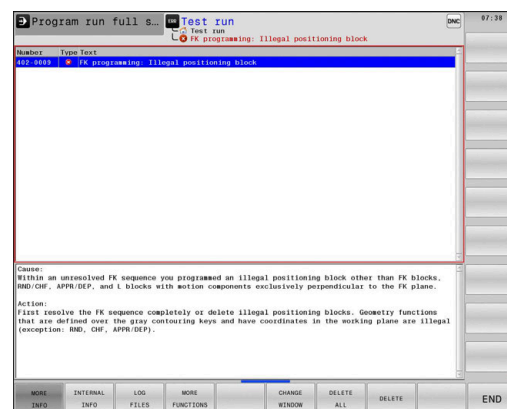 Program run full s...
Test run
DNC
07:38
Test run
FK programming: Illegal positioning block
Number Type Text
402-0009 FK programming: Illegal positioning block
Cause:
Within an unresolved FK sequence you programmed an illegal positioning block other than FK blocks,
RND/CHF, APPR/DEP, and L blocks with motion components exclusively perpendicular to the FK plane.
Action:
First resolve the FK sequence completely or delete illegal positioning blocks. Geometry functions
that are defined over the gray contouring keys and have coordinates in the working plane are illegal
(exception: RND, CHF, APPR/DEP).
MORE INFO
INTERNAL INFO
LOG FILES
MORE FUNCTIONS
CHANGE WINDOW
DELETE ALL
DELETE
END